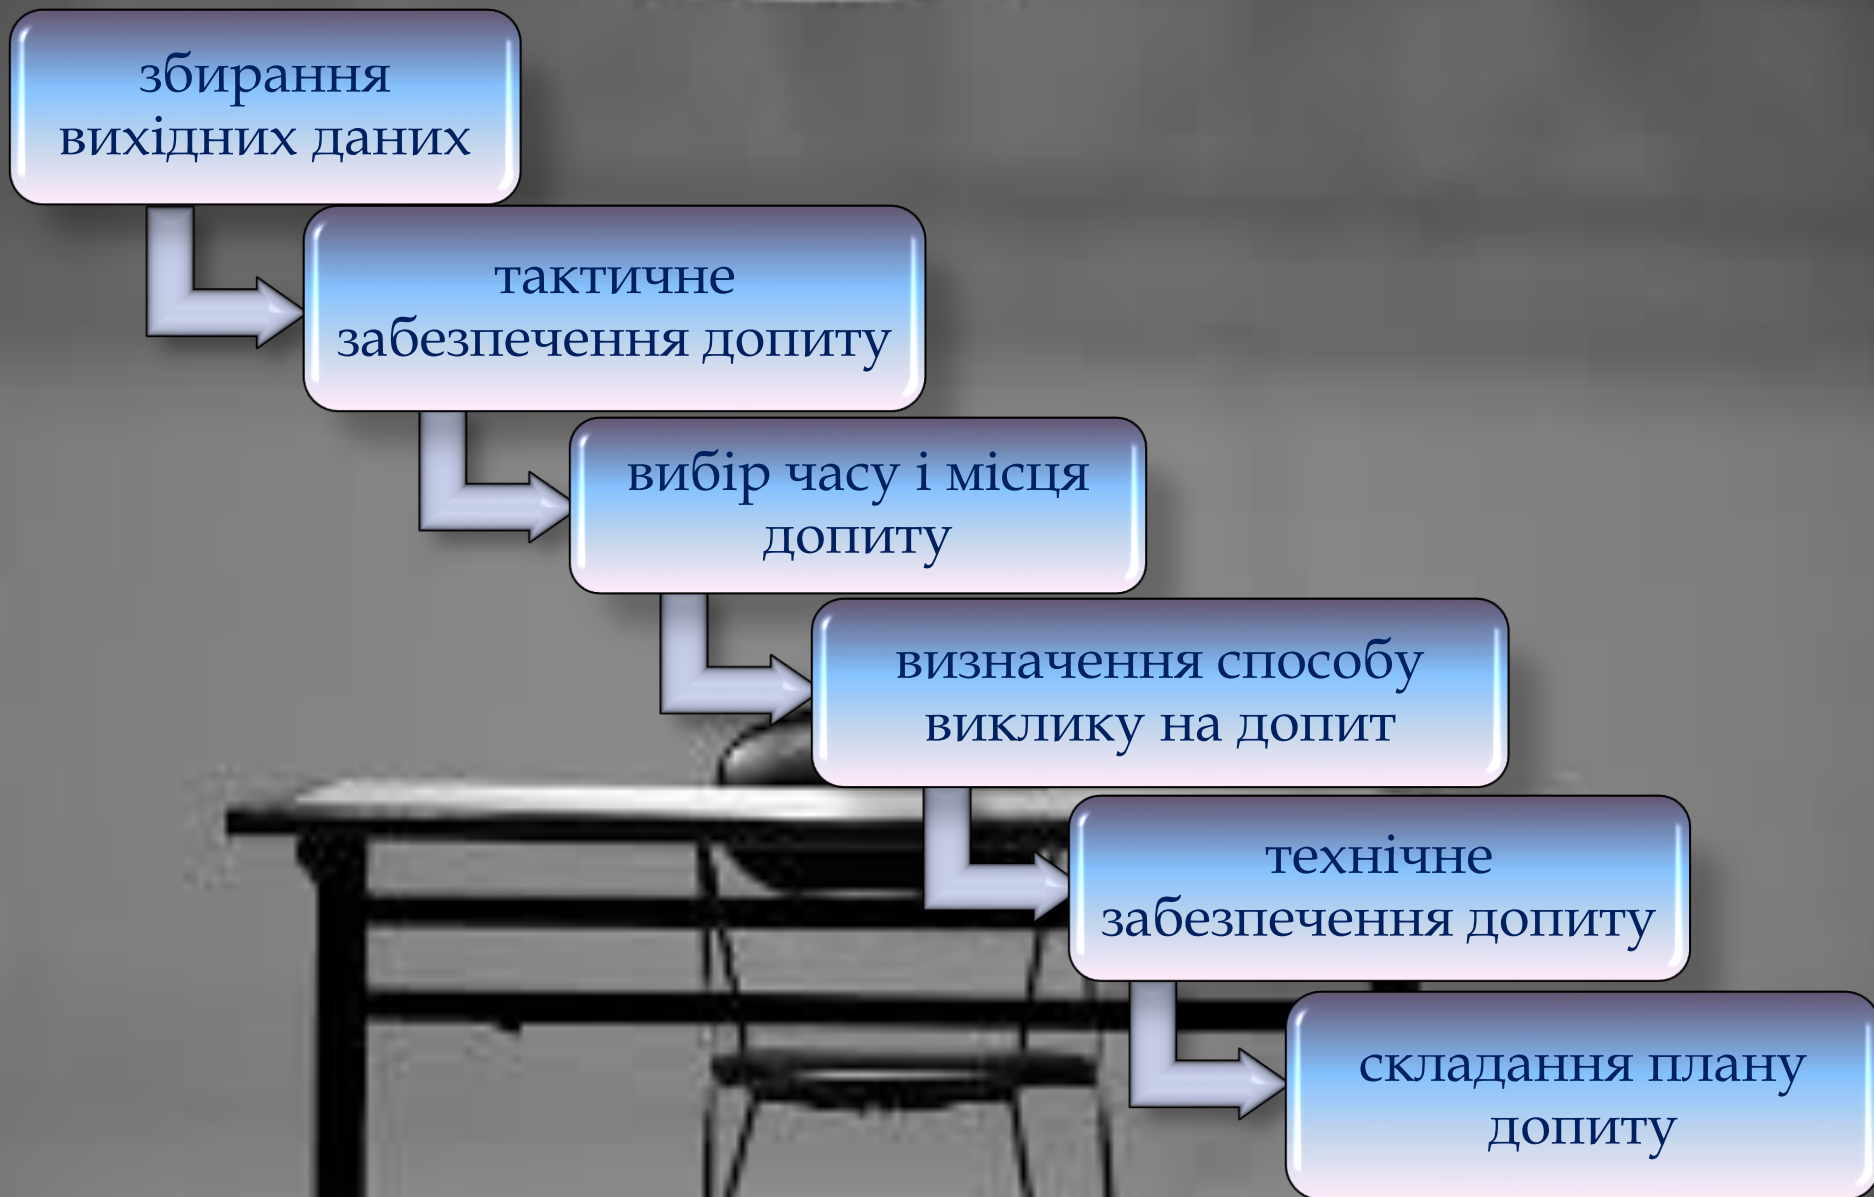 збирання
вихідних даних
тактичне
забезпечення допиту
вибір часу і місця
допиту
визначення способу
виклику на допит
технічне
забезпечення допиту
складання плану
допиту